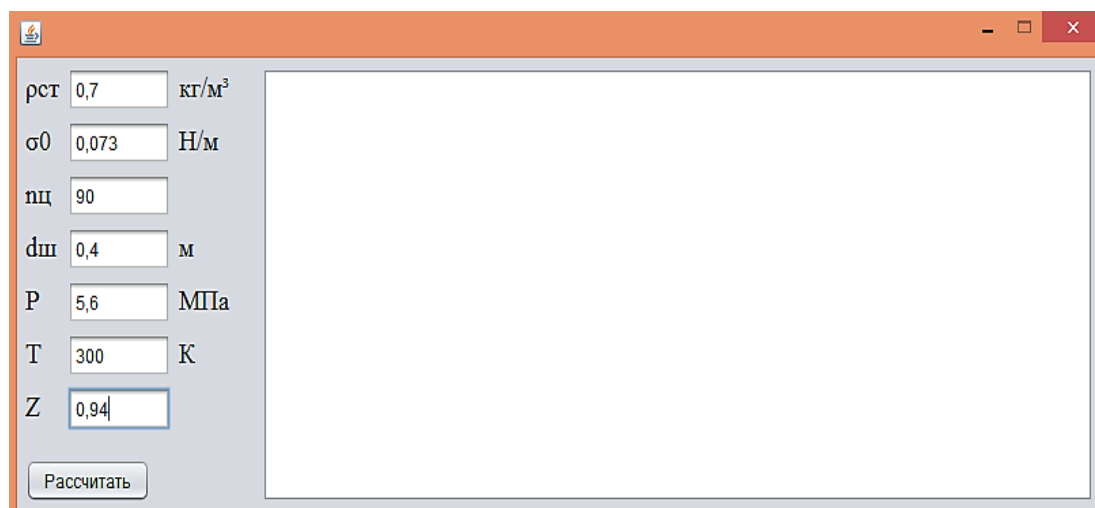 ρст 0,7 кг/м³
σ0 0,073 Н/м
nц 90
dш 0,4 м
P 5,6 МПа
T 300 К
Z 0,94
Рассчитать